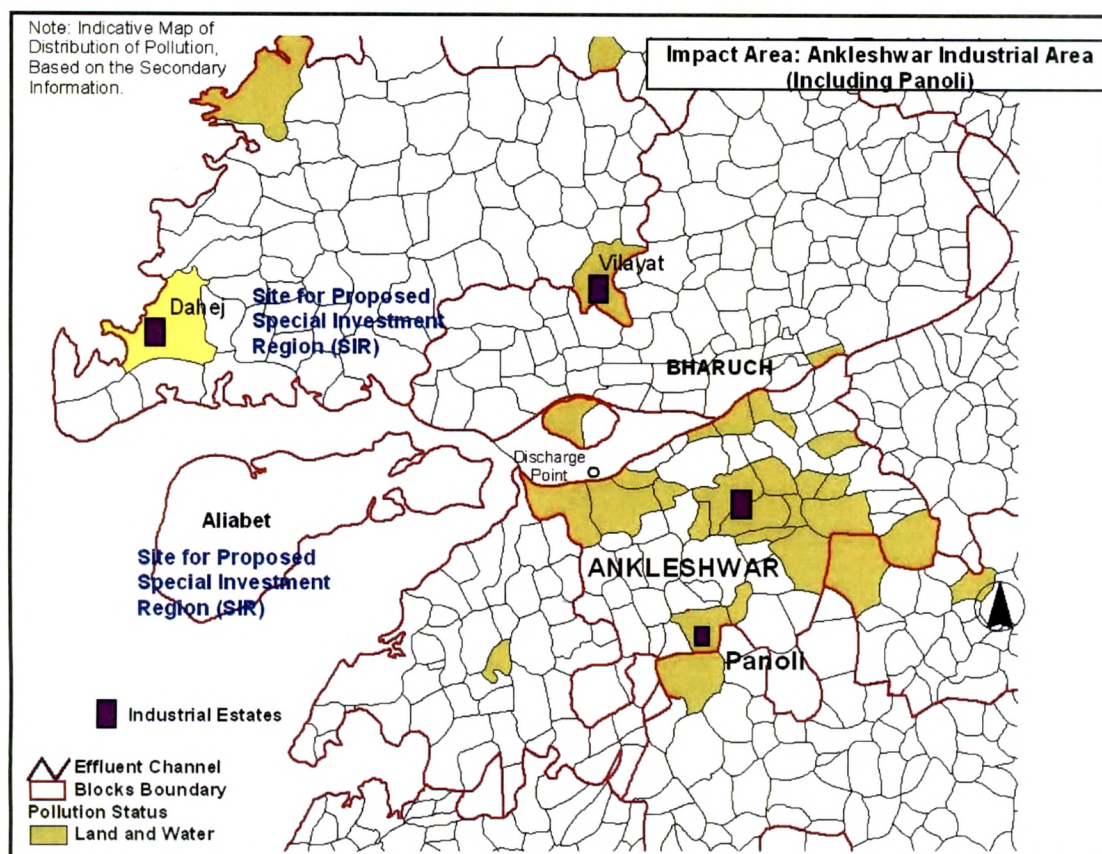 Note: Indicative Map of
Distribution of Pollution,
Based on the Secondary
Information.
Impact Area: Ankleshwar Industrial Area
(Including Panoli)
Vilayat
Dahej
Site for Proposed
Special Investment
Region (SIR)
BHARUCH
Discharge
Point
Aliabet
Site for Proposed
Special Investment
Region (SIR)
ANKLESHWAR
Panoli
Industrial Estates
Effluent Channel
Blocks Boundary
Pollution Status
Land and Water